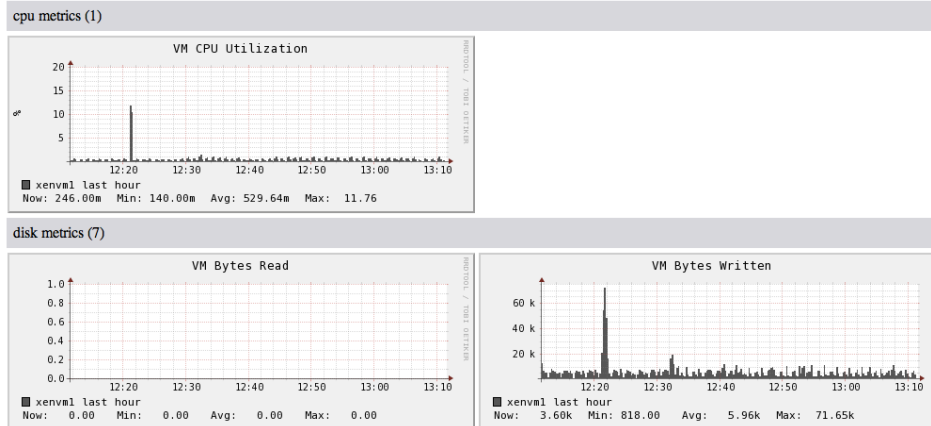 cpu metrics (1)
VM CPU Utilization
20
15
10
5
%
12:20 12:30 12:40 12:50 13:00 13:10
xenvm1 last hour
Now: 246.00m Min: 140.00m Avg: 529.64m Max: 11.76
RRDTOOL / TOBI OETIKER
disk metrics (7)
VM Bytes Read
1.0
0.8
0.6
0.4
0.2
0.0
12:20 12:30 12:40 12:50 13:00 13:10
xenvm1 last hour
Now: 0.00 Min: 0.00 Avg: 0.00 Max: 0.00
RRDTOOL / TOBI OETIKER
VM Bytes Written
60 k
40 k
20 k
12:20 12:30 12:40 12:50 13:00 13:10
xenvm1 last hour
Now: 3.60k Min: 818.00 Avg: 5.96k Max: 71.65k